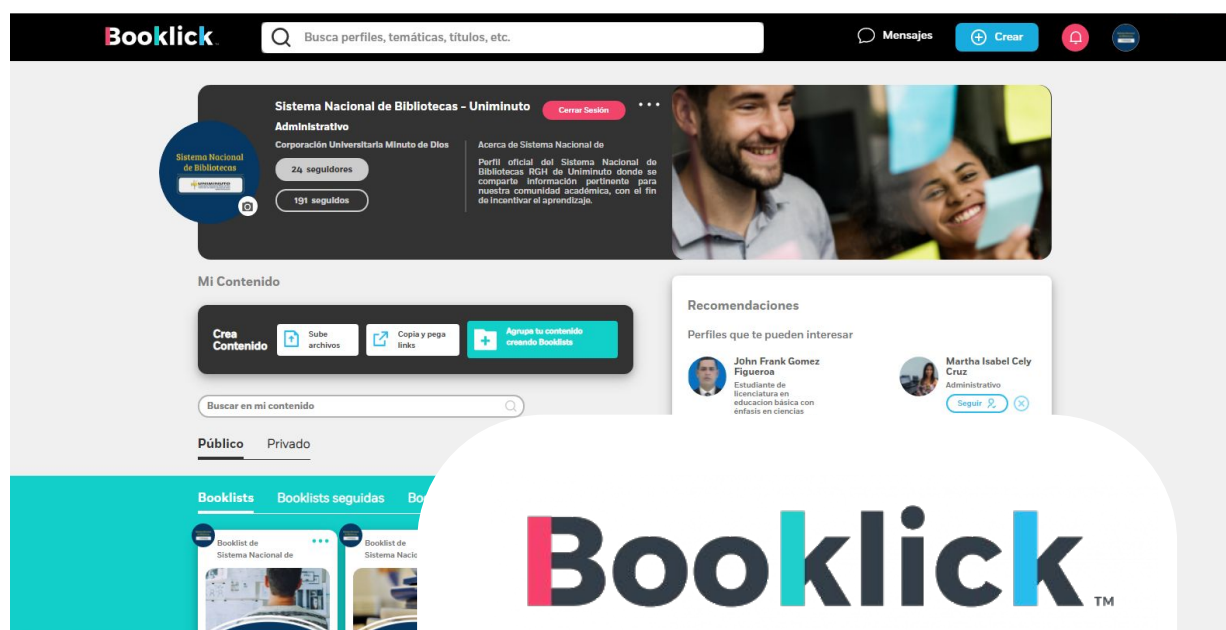 Booklick
Busca perfiles, temáticas, títulos, etc.
Mensajes
Crear
Sistema Nacional de Bibliotecas - Uniminuto
Cerrar Sesión
Administrativo
Corporación Universitaria Minuto de Dios
24 seguidores
191 seguidos
Acerca de Sistema Nacional de
Perfil oficial del Sistema Nacional de
Bibliotecas RGH de Uniminuto donde se
comparte información pertinente para
nuestra comunidad académica, con el fin
de incentivar el aprendizaje.
Sistema Nacional
de Bibliotecas
Mi Contenido
Crea
Contenido
Sube
archivos
Copia y pega
links
Agrupa tu contenido
creando Booklists
Buscar en mi contenido
Público
Privado
Recomendaciones
Perfiles que te pueden interesar
John Frank Gomez
Figueroa
Estudiante de
licenciatura en
educacion básica con
énfasis en ciencias
Martha Isabel Cely
Cruz
Administrativo
Seguir
Booklists
Booklists seguidas
Bo
Booklist de
Sistema Nacional de
Booklist de
Sistema Nacio
Booklick TM